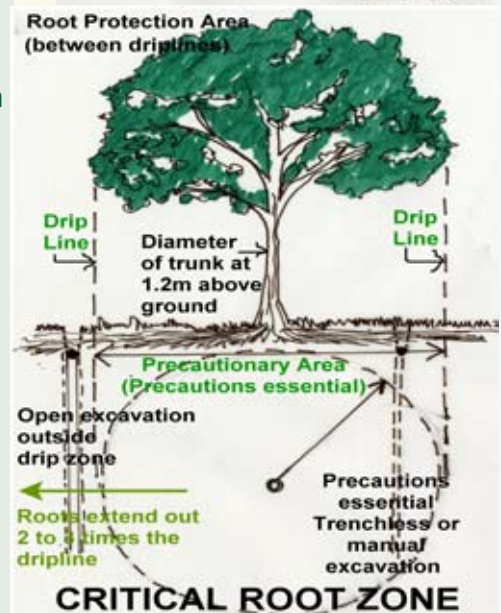 Root Protection Area
(between driplines)
Drip
Line
Drip
Line
Diameter
of trunk at
1.2m above
ground
Precautionary Area
(Precautions essential)
Open excavation
outside
drip zone
Roots extend out
2 to 3 times the
dripline
Precautions
essential
Trenchless or
manual
excavation
CRITICAL ROOT ZONE